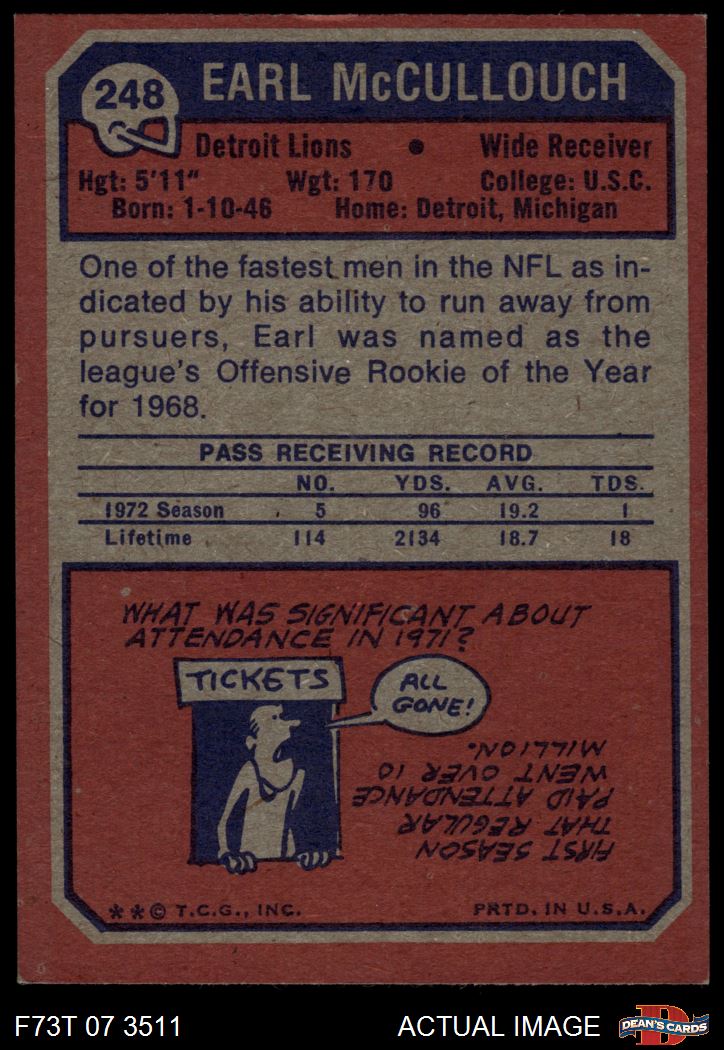 248
EARL McCULLOUCH
Detroit Lions • Wide Receiver
Hgt: 5'11" Wgt: 170 College: U.S.C.
Born: 1-10-46 Home: Detroit, Michigan
One of the fastest men in the NFL as in-
dicated by his ability to run away from
pursuers, Earl was named as the
league's Offensive Rookie of the Year
for 1968.
PASS RECEIVING RECORD
NO. YDS. AVG. TDS.
1972 Season 5 96 19.2 1
Lifetime 114 2134 18.7 18
WHAT WAS SIGNIFICANT ABOUT
ATTENDANCE IN 1971?
TICKETS
ALL
GONE!
FIRST SEASON
THAT REGULAR
PAID ATTENDANCE
WENT OVER 10
MILLION.
**© T.C.G., INC. PRTD. IN U.S.A.
F73T 07 3511 ACTUAL IMAGE
D
DEAN'S CARDS